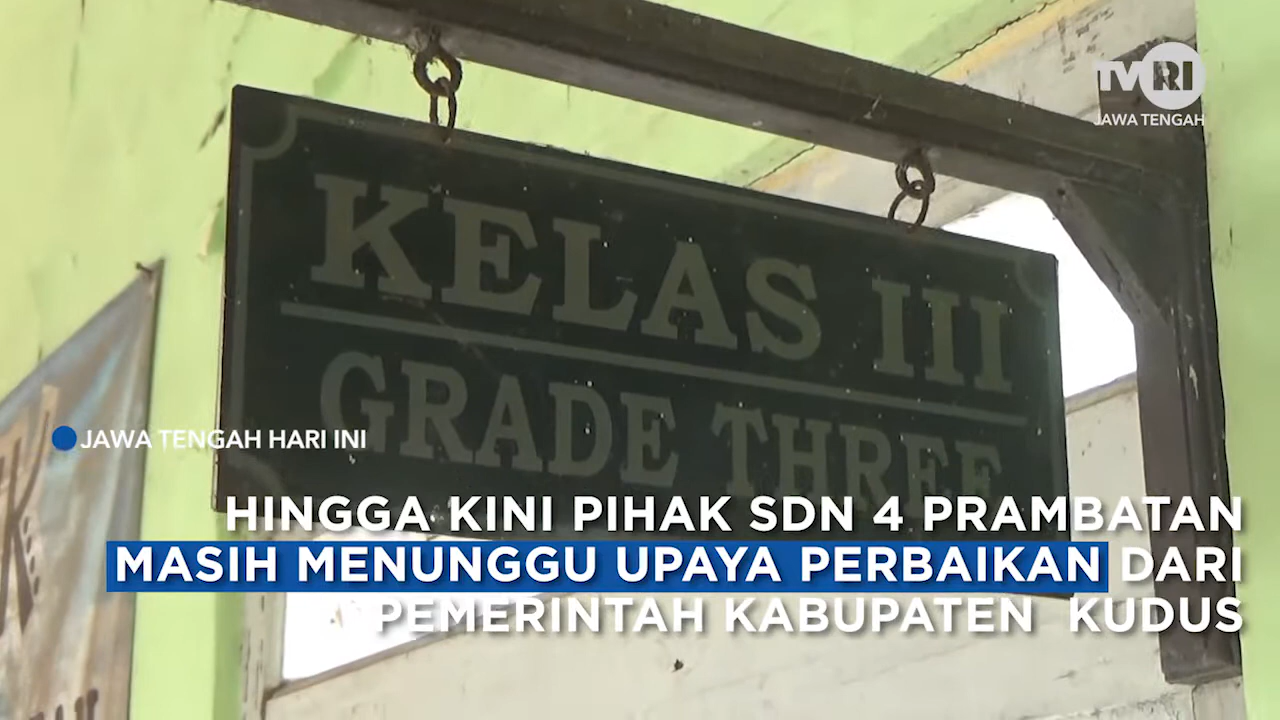 TVRI
JAWA TENGAH
KELAS III
GRADE THREE
JAWA TENGAH HARI INI
HINGGA KINI PIHAK SDN 4 PRAMBATAN
MASIH MENUNGGU UPAYA PERBAIKAN DARI
PEMERINTAH KABUPATEN KUDUS